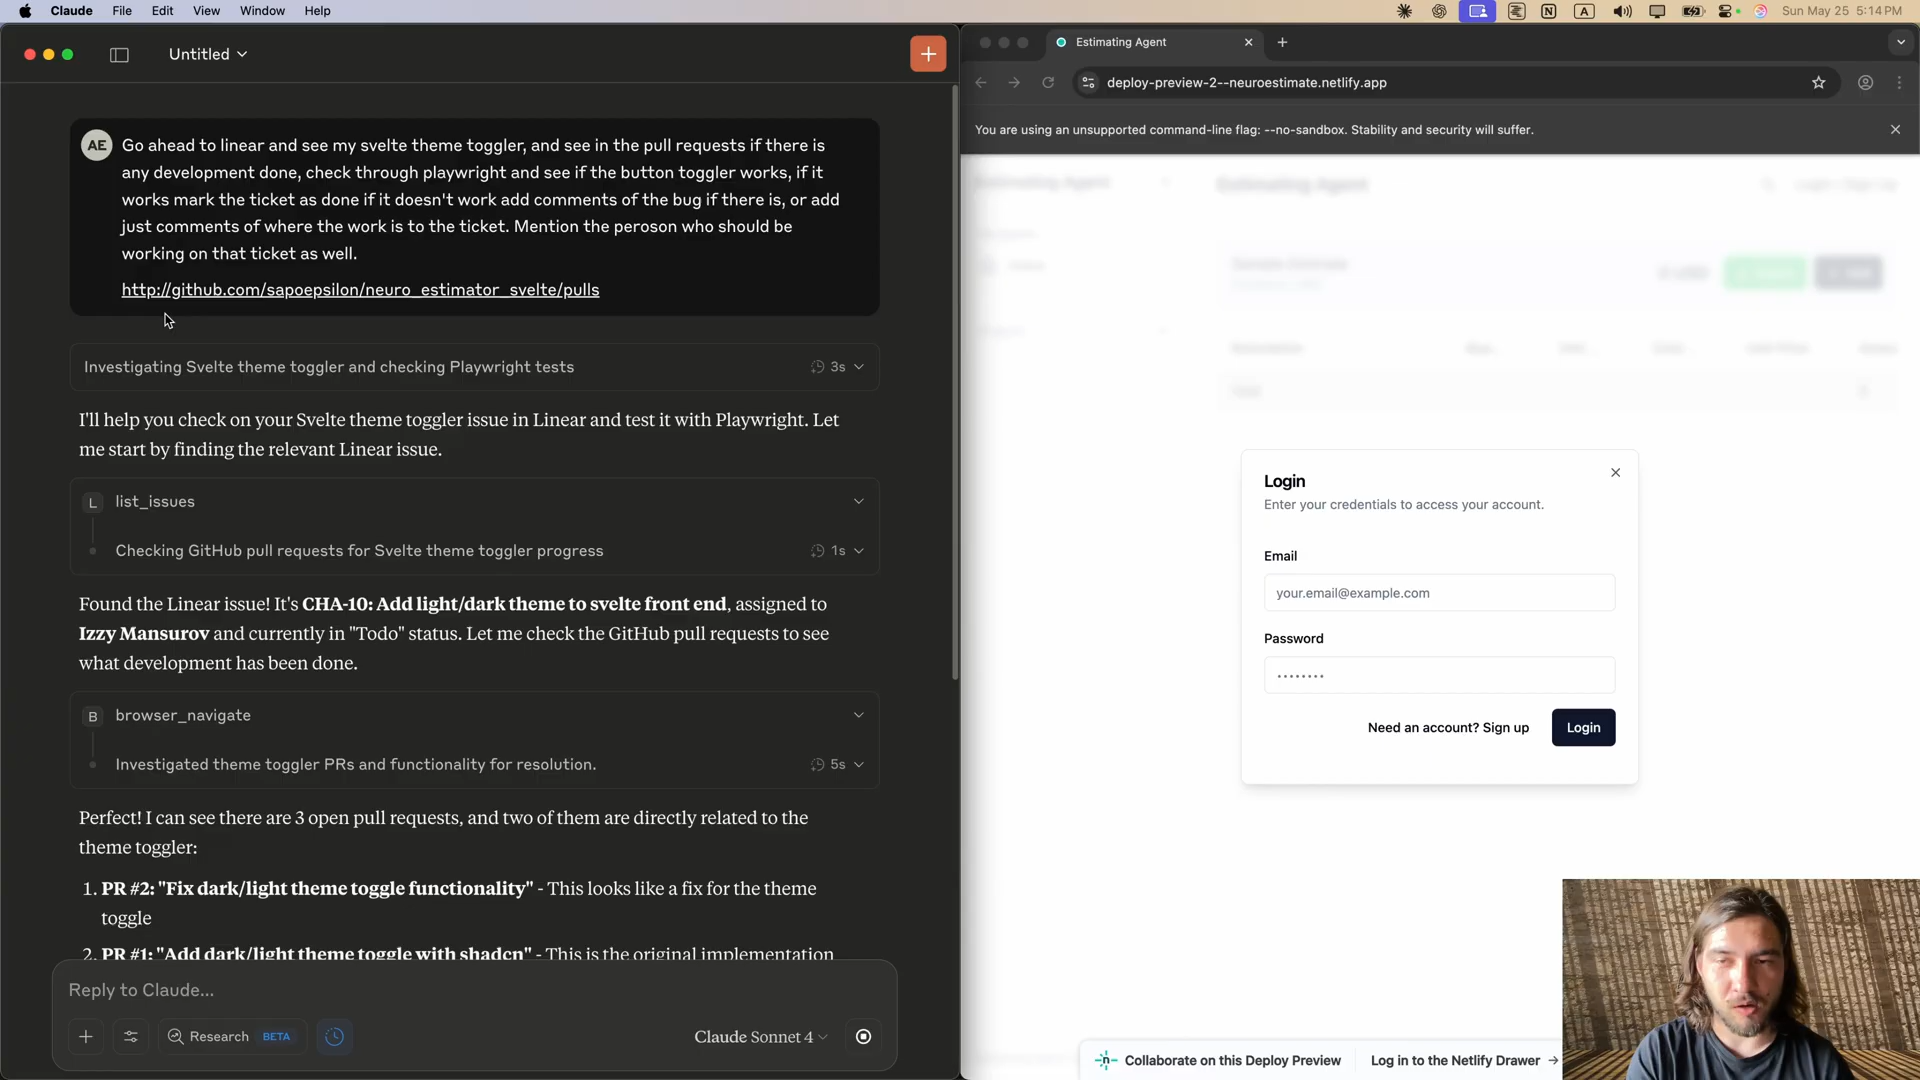 Claude File Edit View Window Help
Sun May 25 5:14 PM
Untitled
AE
Go ahead to linear and see my svelte theme toggler, and see in the pull requests if there is
any development done, check through playwright and see if the button toggler works, if it
works mark the ticket as done if it doesn't work add comments of the bug if there is, or add
just comments of where the work is to the ticket. Mention the peroson who should be
working on that ticket as well.
http://github.com/sapoepsilon/neuro_estimator_svelte/pulls
Investigating Svelte theme toggler and checking Playwright tests 3s
I'll help you check on your Svelte theme toggler issue in Linear and test it with Playwright. Let
me start by finding the relevant Linear issue.
L list_issues
Checking GitHub pull requests for Svelte theme toggler progress 1s
Found the Linear issue! It's CHA-10: Add light/dark theme to svelte front end, assigned to
Izzy Mansurov and currently in "Todo" status. Let me check the GitHub pull requests to see
what development has been done.
B browser_navigate
Investigated theme toggler PRs and functionality for resolution. 5s
Perfect! I can see there are 3 open pull requests, and two of them are directly related to the
theme toggler:
1. PR #2: "Fix dark/light theme toggle functionality" - This looks like a fix for the theme
toggle
2. PR #1: "Add dark/light theme toggle with shadcn" - This is the original implementation
Reply to Claude...
Research BETA
Claude Sonnet 4
Estimating Agent
deploy-preview-2--neuroestimate.netlify.app
You are using an unsupported command-line flag: --no-sandbox. Stability and security will suffer.
Estimating Agent
Estimating Agent
Login
Enter your credentials to access your account.
Email
your.email@example.com
Password
Need an account? Sign up
Login
Collaborate on this Deploy Preview
Log in to the Netlify Drawer →